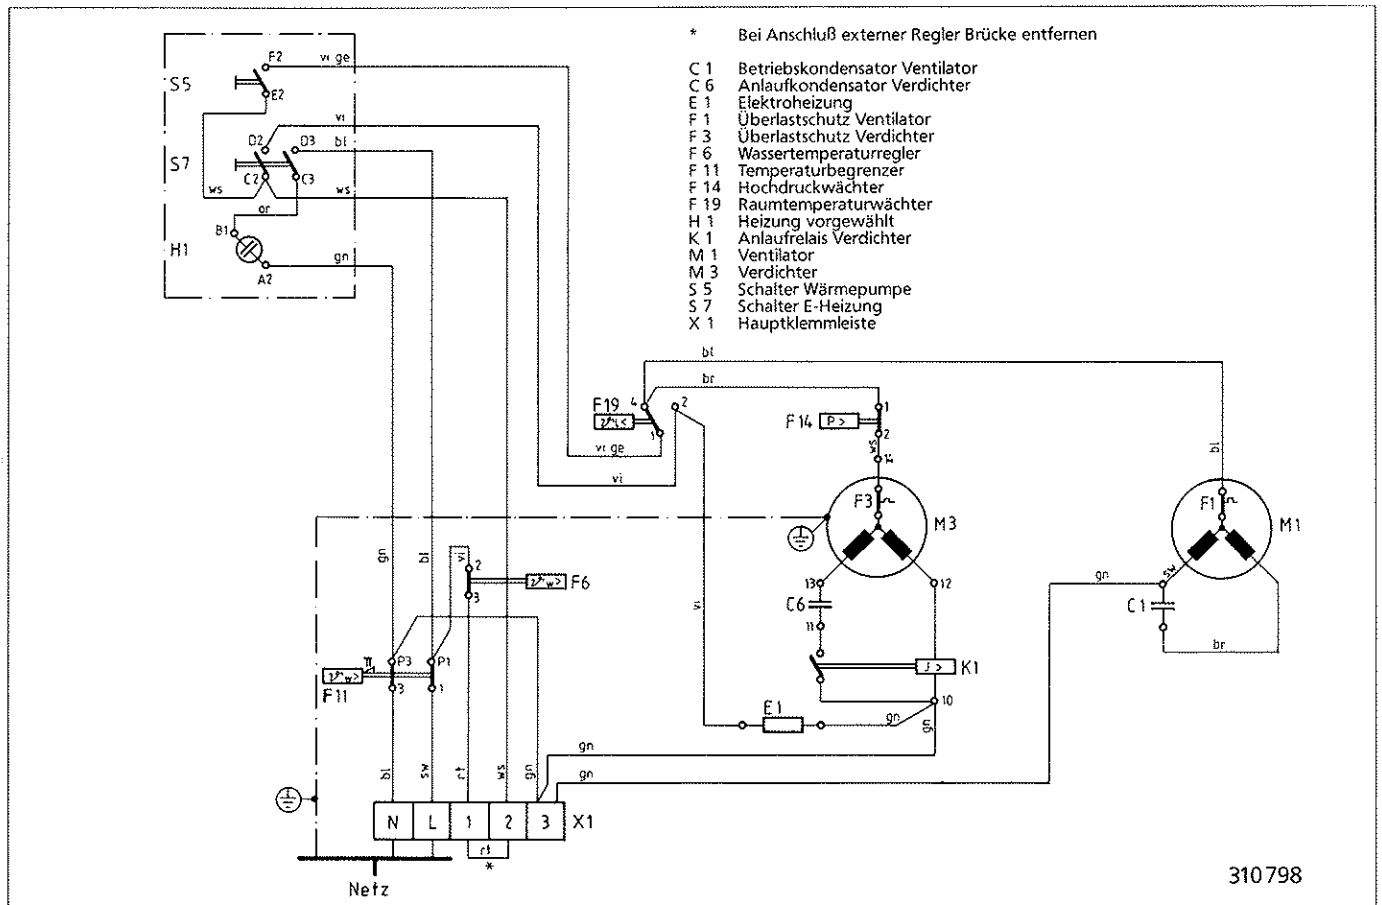 * Bei Anschluß externer Regler Brücke entfernen
C 1 Betriebskondensator Ventilator
C 6 Anlaufkondensator Verdichter
E 1 Elektroheizung
F 1 Überlastschutz Ventilator
F 3 Überlastschutz Verdichter
F 6 Wassertemperaturregler
F 11 Temperaturbegrenzer
F 14 Hochdruckwächter
F 19 Raumtemperaturwächter
H 1 Heizung vorgewählt
K 1 Anlaufrelais Verdichter
M 1 Ventilator
M 3 Verdichter
S 5 Schalter Wärmepumpe
S 7 Schalter E-Heizung
X 1 Hauptklemmleiste
F2 vi ge
S5
E2
vi
D2 D3 bl
S7
C2 C3
ws ws
or
B1
H1 gn
A2
bl
br
F19 4 2
1
vi ge
vi
F14 P > 1
2
ws
14
bl
F3 M3
F1 M1
gn bl vi 2
F6
3
13 12
C6
11
vi
gn sw
C1
br
P3 P1
F11 3 1
J > K1
10
E1 gn
gn
gn
gn
bl sw rt ws gn
N L 1 2 3 X1
rt
*
Netz
310798